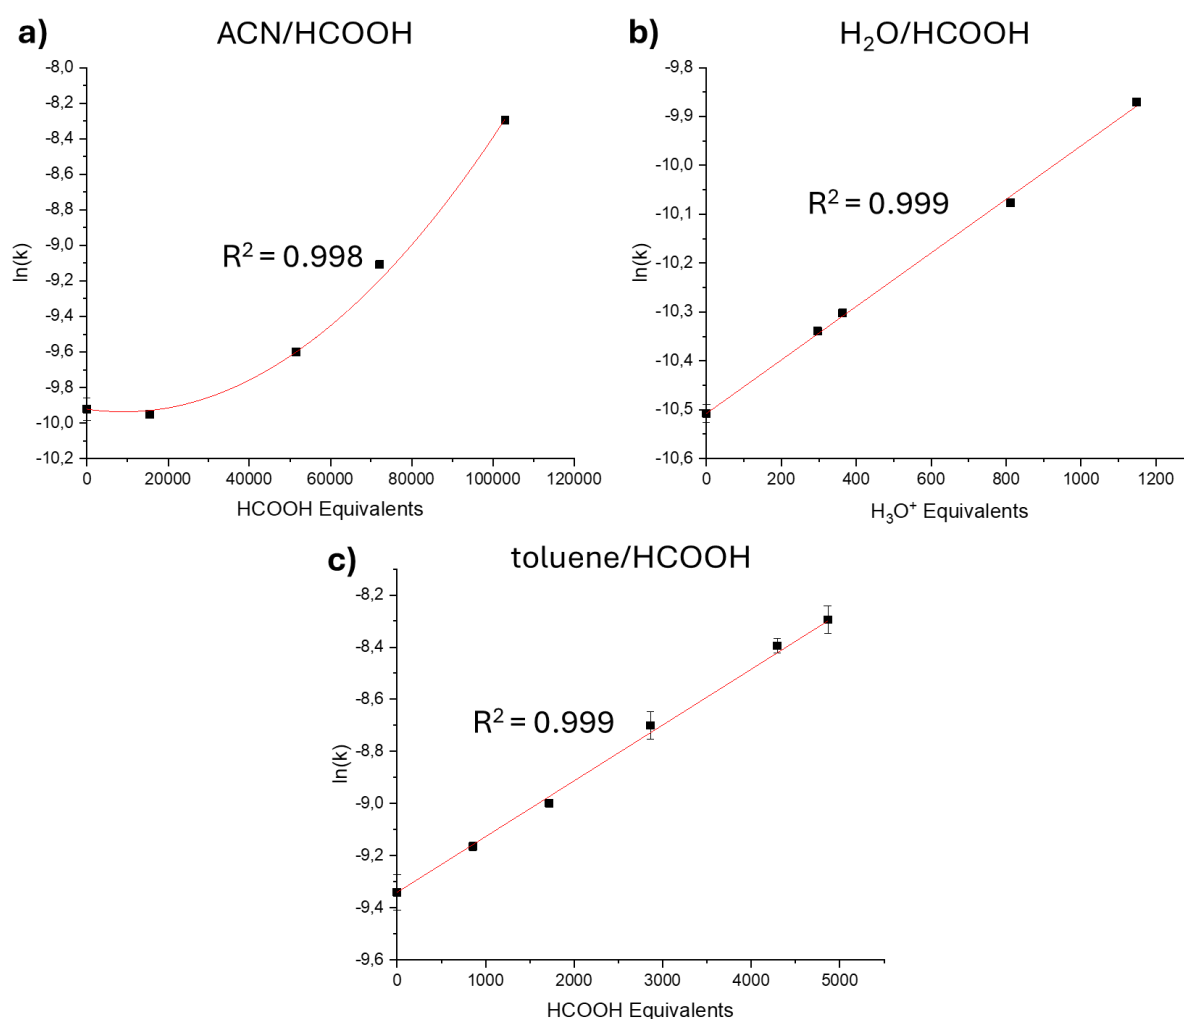 a)
ACN/HCOOH
-8,0
-8,2
-8,4
-8,6
-8,8
-9,0
-9,2
-9,4
-9,6
-9,8
-10,0
-10,2
ln(k)
R² = 0.998
0 20000 40000 60000 80000 100000 120000
HCOOH Equivalents
b)
H₂O/HCOOH
-9,8
-9,9
-10,0
-10,1
-10,2
-10,3
-10,4
-10,5
-10,6
ln(k)
R² = 0.999
0 200 400 600 800 1000 1200
H₃O⁺ Equivalents
c)
toluene/HCOOH
-8,2
-8,4
-8,6
-8,8
-9,0
-9,2
-9,4
-9,6
ln(k)
R² = 0.999
0 1000 2000 3000 4000 5000
HCOOH Equivalents